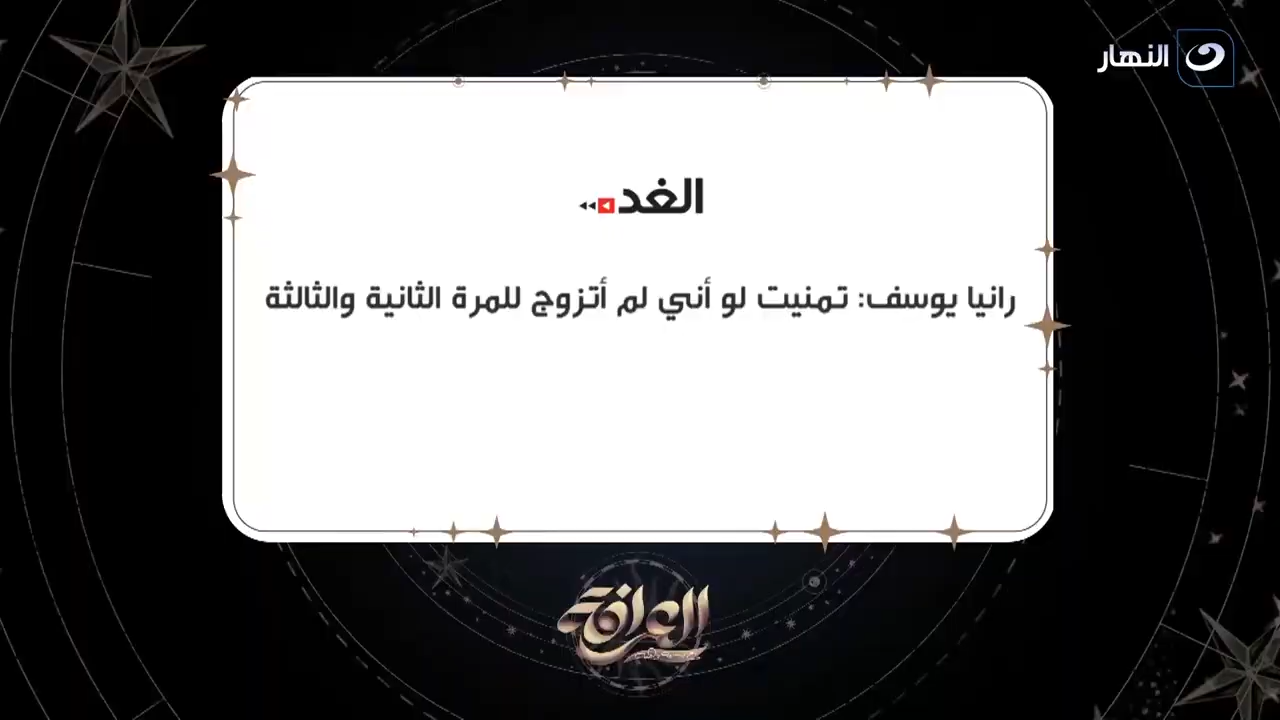 النهار
الغد
رانيا يوسف: تمنيت لو أني لم أتزوج للمرة الثانية والثالثة
العرافة